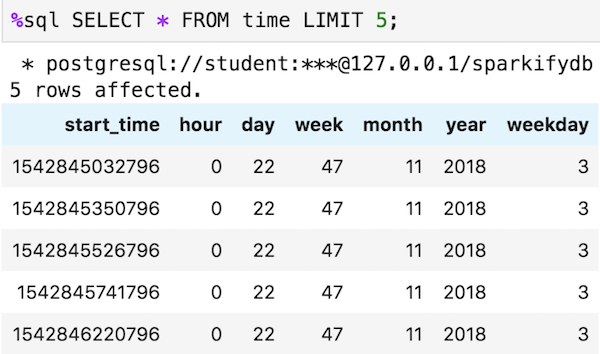 %sql SELECT * FROM time LIMIT 5;
* postgresql://student:***@127.0.0.1/sparkifydb
5 rows affected.
start_time hour day week month year weekday
1542845032796 0 22 47 11 2018 3
1542845350796 0 22 47 11 2018 3
1542845526796 0 22 47 11 2018 3
1542845741796 0 22 47 11 2018 3
1542846220796 0 22 47 11 2018 3